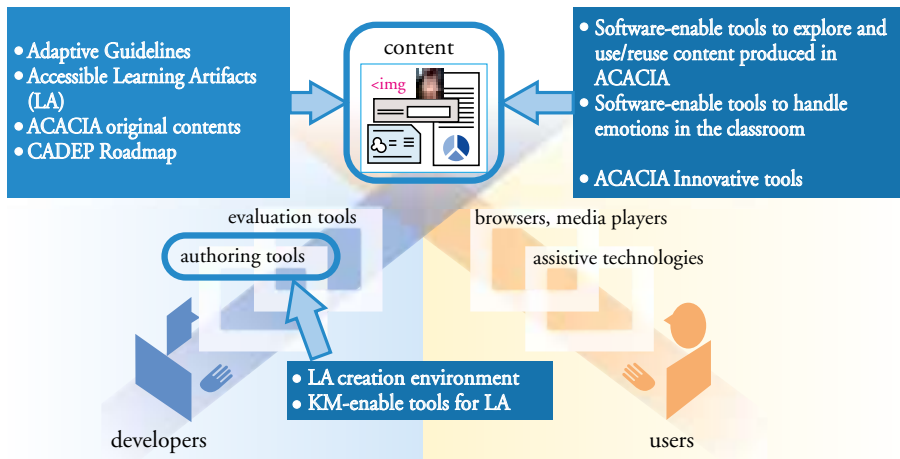 • Adaptive Guidelines
• Accessible Learning Artifacts
(LA)
• ACACIA original contents
• CADEP Roadmap
content
<img
• Software-enable tools to explore and
use/reuse content produced in
ACACIA
• Software-enable tools to handle
emotions in the classroom
• ACACIA Innovative tools
evaluation tools
authoring tools
browsers, media players
assistive technologies
• LA creation environment
• KM-enable tools for LA
developers
users